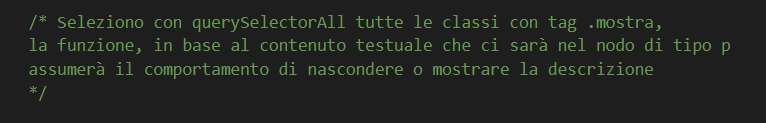 /* Seleziono con querySelectorAll tutte le classi con tag .mostra,
la funzione, in base al contenuto testuale che ci sarà nel nodo di tipo p
assumerà il comportamento di nascondere o mostrare la descrizione
*/